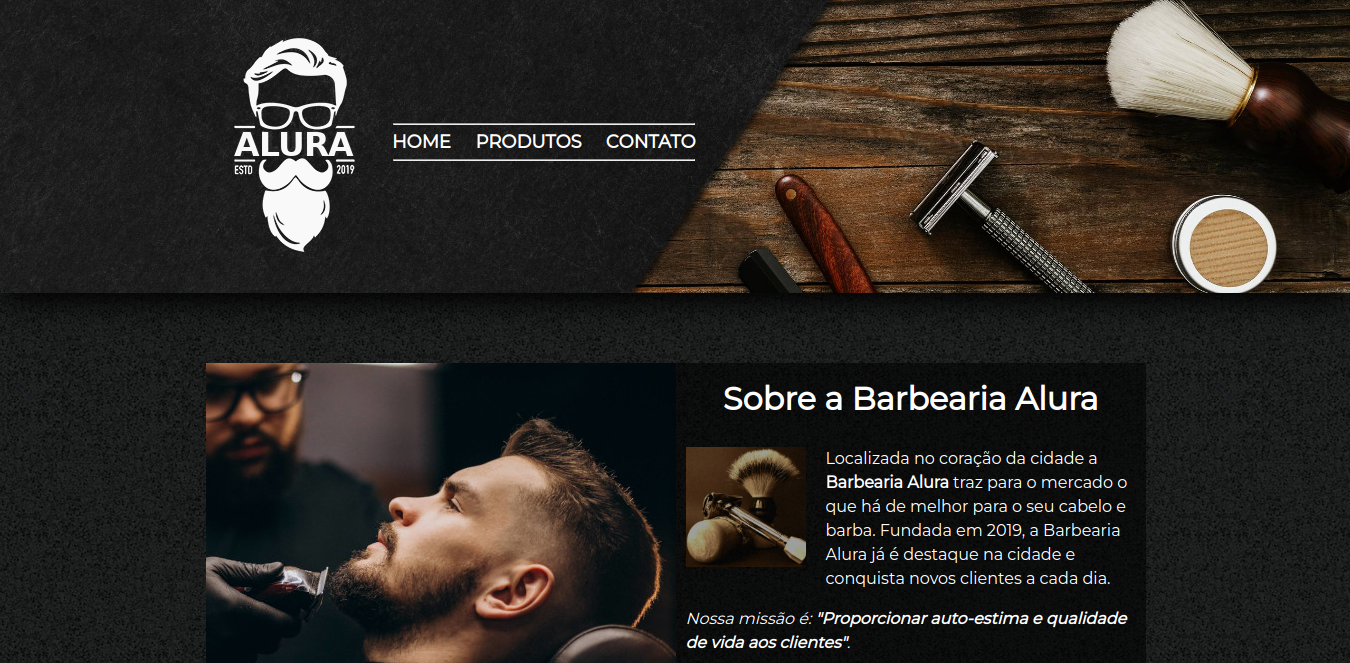 ALURA
ESTD 2019
HOME PRODUTOS CONTATO
Sobre a Barbearia Alura
Localizada no coração da cidade a
Barbearia Alura traz para o mercado o
que há de melhor para o seu cabelo e
barba. Fundada em 2019, a Barbearia
Alura já é destaque na cidade e
conquista novos clientes a cada dia.
Nossa missão é: "Proporcionar auto-estima e qualidade
de vida aos clientes".